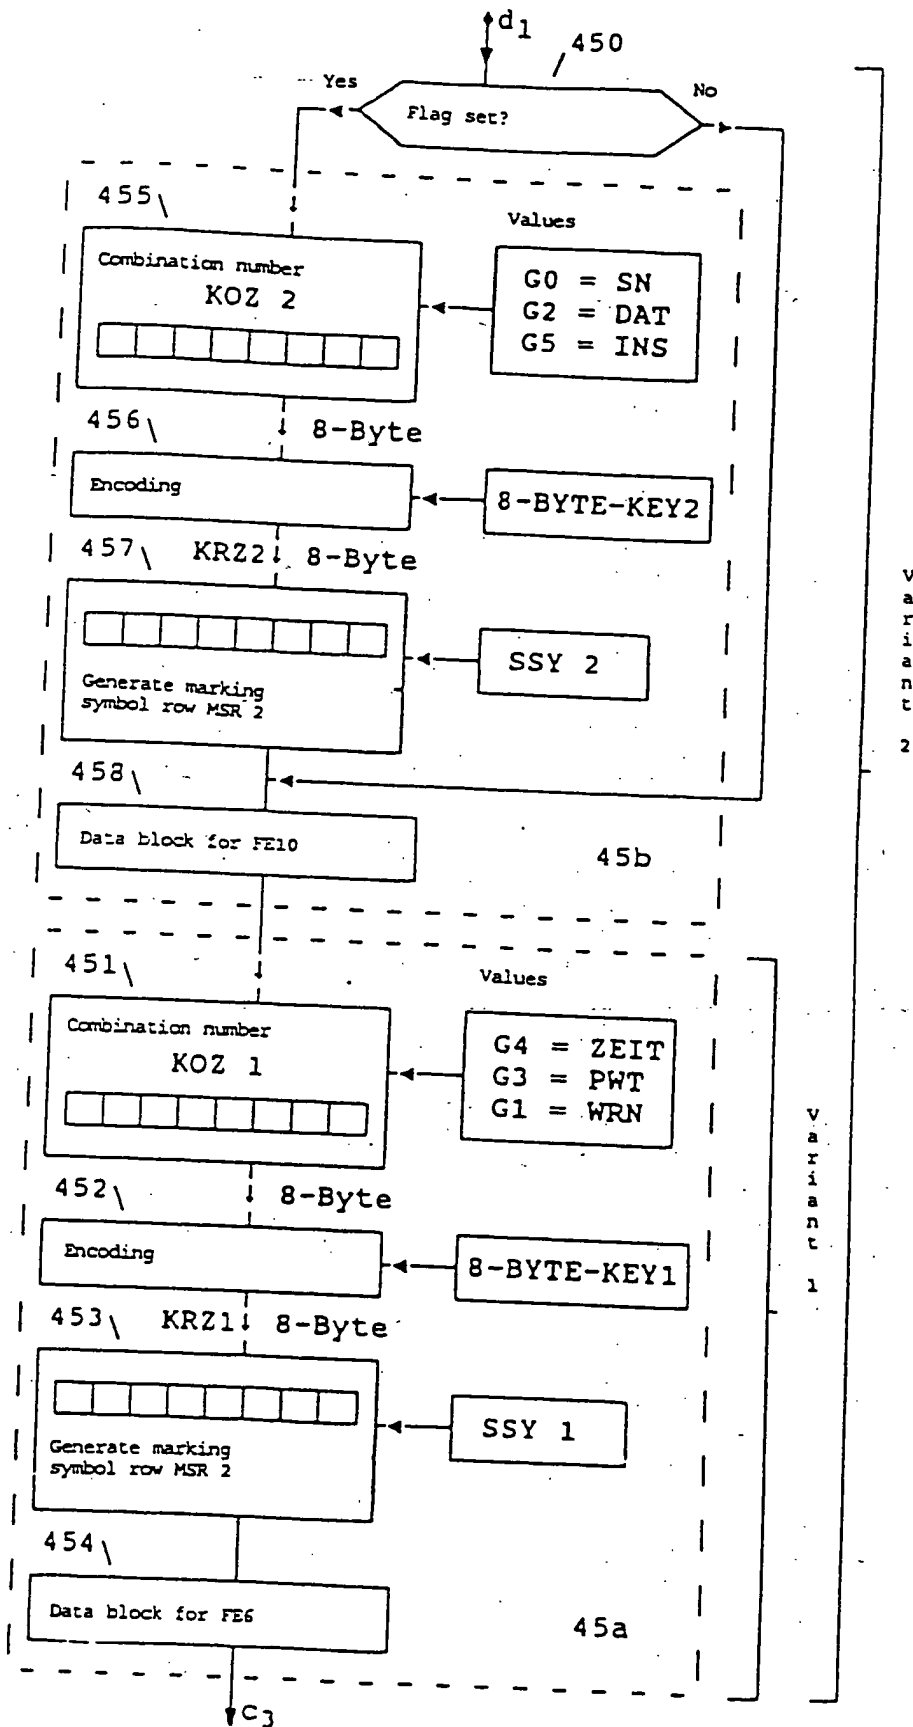 d1
450
Yes
No
Flag set?
455
Values
Combination number
KOZ 2
G0 = SN
G2 = DAT
G5 = INS
456
8-Byte
Encoding
8-BYTE-KEY2
457
KRZ2
8-Byte
SSY 2
Generate marking
symbol row MSR 2
458
Data block for FE10
45b
Variant 2
451
Values
Combination number
KOZ 1
G4 = ZEIT
G3 = PWT
G1 = WRN
452
8-Byte
Encoding
8-BYTE-KEY1
453
KRZ1
8-Byte
SSY 1
Generate marking
symbol row MSR 2
454
Data block for FE6
45a
Variant 1
c3